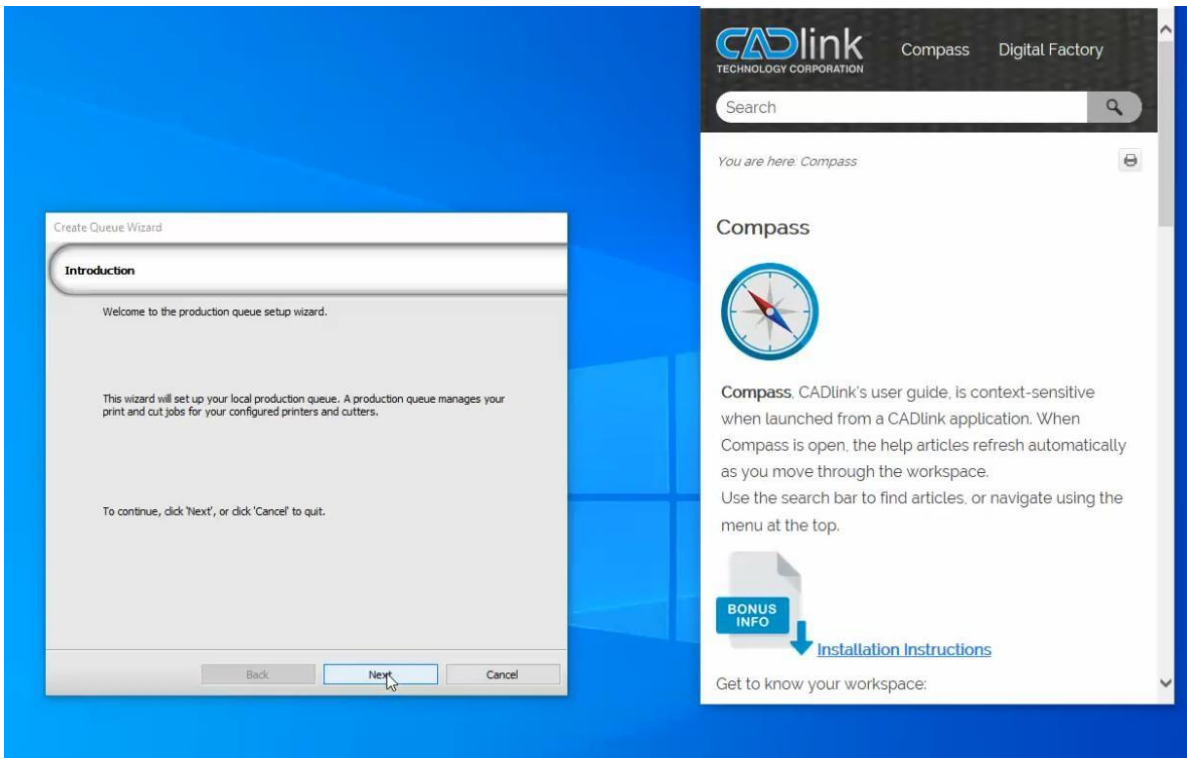 Create Queue Wizard
Introduction
Welcome to the production queue setup wizard.
This wizard will set up your local production queue. A production queue manages your
print and cut jobs for your configured printers and cutters.
To continue, click 'Next', or click 'Cancel' to quit.
Back Next Cancel
CADlink
TECHNOLOGY CORPORATION
Compass Digital Factory
Search
You are here: Compass
Compass
Compass, CADlink's user guide, is context-sensitive
when launched from a CADlink application. When
Compass is open, the help articles refresh automatically
as you move through the workspace.
Use the search bar to find articles, or navigate using the
menu at the top.
BONUS
INFO
Installation Instructions
Get to know your workspace: